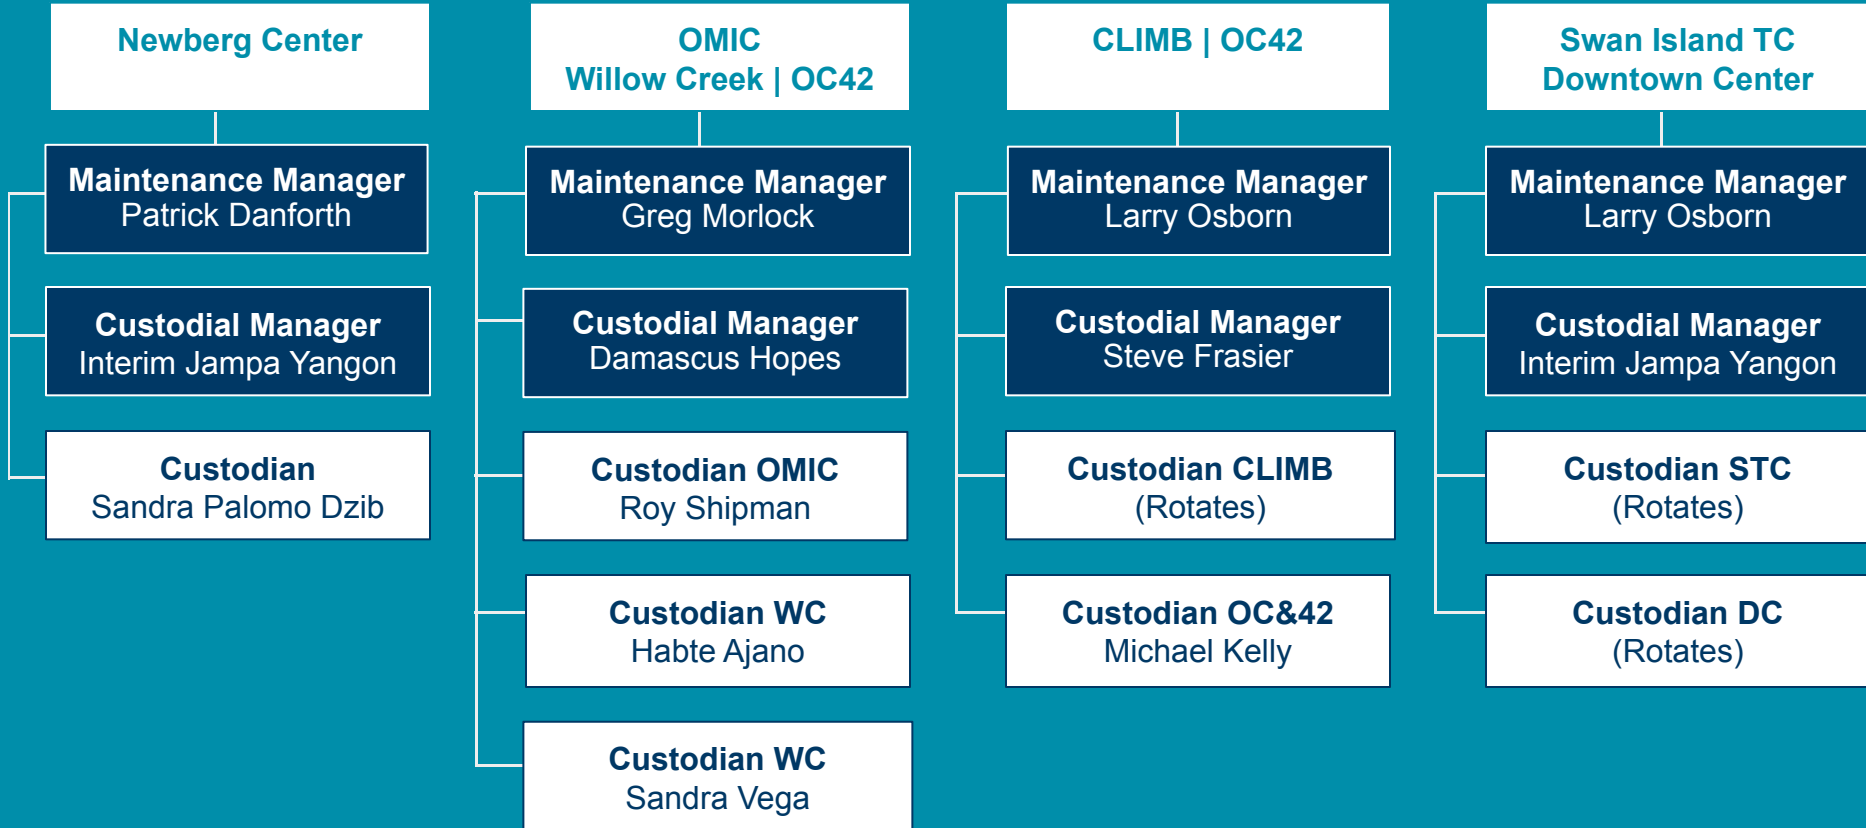 Newberg Center
Maintenance Manager
Patrick Danforth
Custodial Manager
Interim Jampa Yangon
Custodian
Sandra Palomo Dzib
OMIC
Willow Creek | OC42
Maintenance Manager
Greg Morlock
Custodial Manager
Damascus Hopes
Custodian OMIC
Roy Shipman
Custodian WC
Habte Ajano
Custodian WC
Sandra Vega
CLIMB | OC42
Maintenance Manager
Larry Osborn
Custodial Manager
Steve Frasier
Custodian CLIMB
(Rotates)
Custodian OC&42
Michael Kelly
Swan Island TC
Downtown Center
Maintenance Manager
Larry Osborn
Custodial Manager
Interim Jampa Yangon
Custodian STC
(Rotates)
Custodian DC
(Rotates)